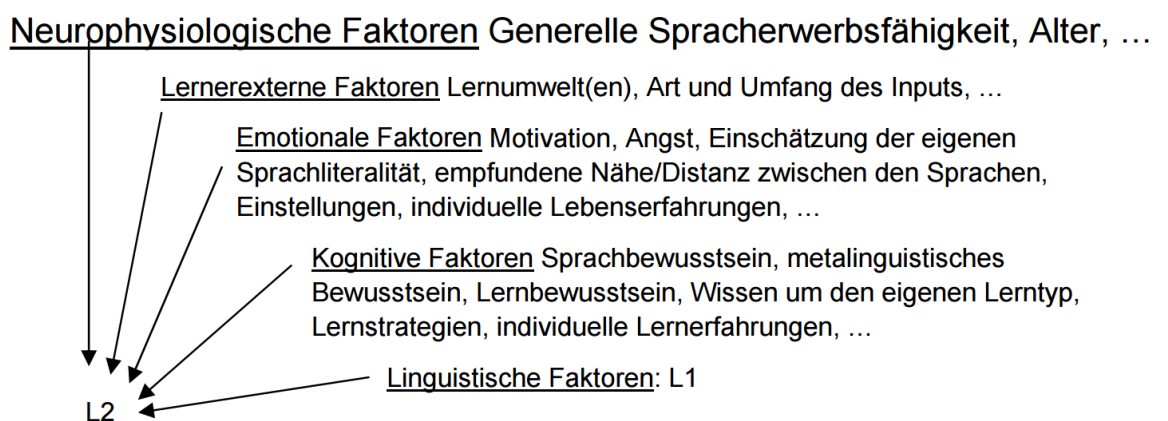 Neurophysiologische Faktoren Generelle Spracherwerbsfähigkeit, Alter, …
Lernerexterne Faktoren Lernumwelt(en), Art und Umfang des Inputs, …
Emotionale Faktoren Motivation, Angst, Einschätzung der eigenen
Sprachliteralität, empfundene Nähe/Distanz zwischen den Sprachen,
Einstellungen, individuelle Lebenserfahrungen, …
Kognitive Faktoren Sprachbewusstsein, metalinguistisches
Bewusstsein, Lernbewusstsein, Wissen um den eigenen Lerntyp,
Lernstrategien, individuelle Lernerfahrungen, …
Linguistische Faktoren: L1
L2